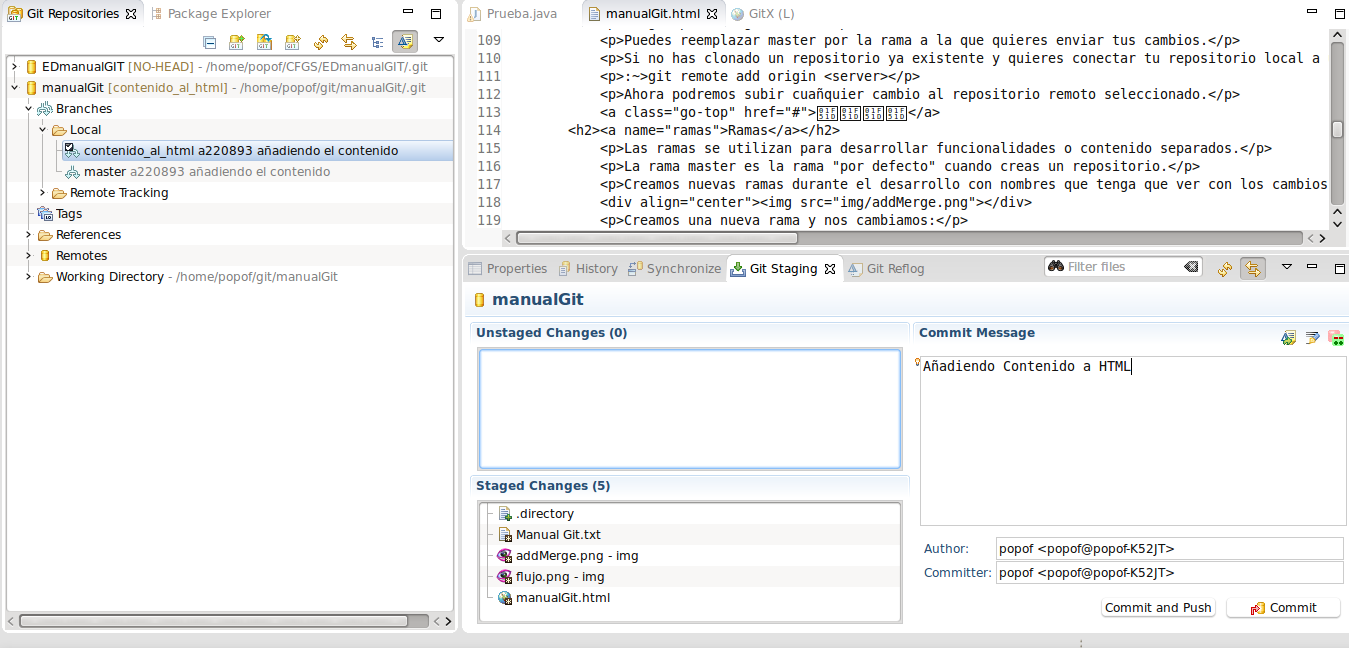 Git Repositories
Package Explorer
EDmanualGIT [NO-HEAD] - /home/popof/CFGS/EDmanualGIT/.git
manualGit [contenido_al_html] - /home/popof/git/manualGit/.git
Branches
Local
contenido_al_html a220893 añadiendo el contenido
master a220893 añadiendo el contenido
Remote Tracking
Tags
References
Remotes
Working Directory - /home/popof/git/manualGit
Prueba.java
manualGit.html
GitX (L)
109 <p>Puedes reemplazar master por la rama a la que quieres enviar tus cambios.</p>
110 <p>Si no has clonado un repositorio ya existente y quieres conectar tu repositorio local a
111 <p>:~>git remote add origin <server></p>
112 <p>Ahora podremos subir cuañquier cambio al repositorio remoto seleccionado.</p>
113 <a class="go-top" href="#"></a>
114 <h2><a name="ramas">Ramas</a></h2>
115 <p>Las ramas se utilizan para desarrollar funcionalidades o contenido separados.</p>
116 <p>La rama master es la rama "por defecto" cuando creas un repositorio.</p>
117 <p>Creamos nuevas ramas durante el desarrollo con nombres que tenga que ver con los cambios
118 <div align="center"><img src="img/addMerge.png"></div>
119 <p>Creamos una nueva rama y nos cambiamos:</p>
Properties
History
Synchronize
Git Staging
Git Reflog
Filter files
manualGit
Unstaged Changes (0)
Staged Changes (5)
.directory
Manual Git.txt
addMerge.png - img
flujo.png - img
manualGit.html
Commit Message
Añadiendo Contenido a HTML
Author: popof <popof@popof-K52JT>
Committer: popof <popof@popof-K52JT>
Commit and Push
Commit